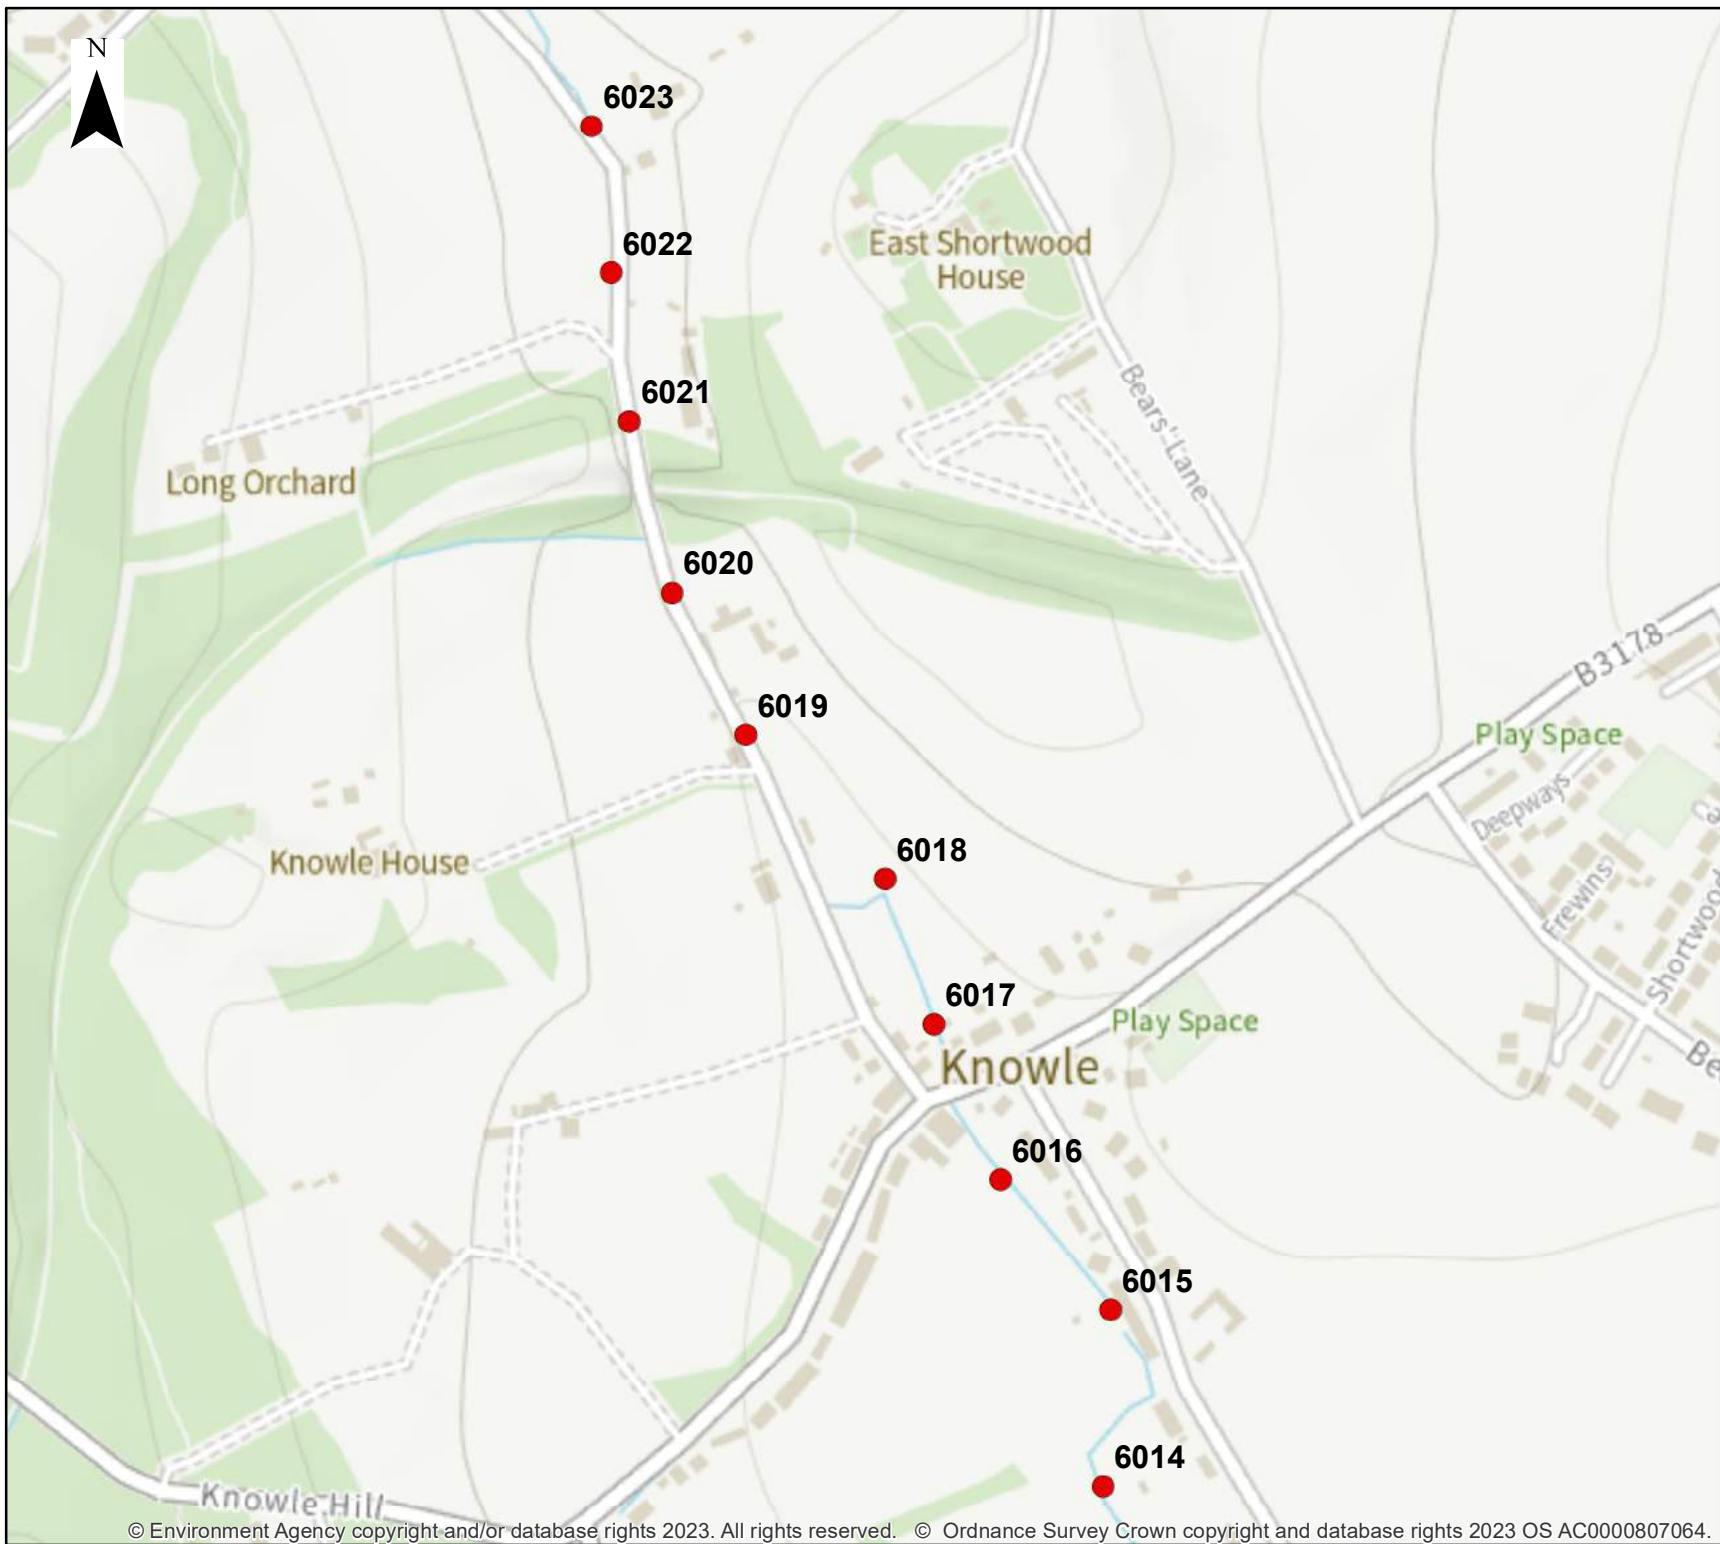 N
6023
6022
East Shortwood
House
6021
Bears' Lane
Long Orchard
6020
B3178
6019
Play Space
Deepways
Knowle House
6018
Frewins
Shortwood
6017
Play Space
Knowle
6016
6015
6014
Knowle Hill
© Environment Agency copyright and/or database rights 2023. All rights reserved. © Ordnance Survey Crown copyright and database rights 2023 OS AC0000807064.